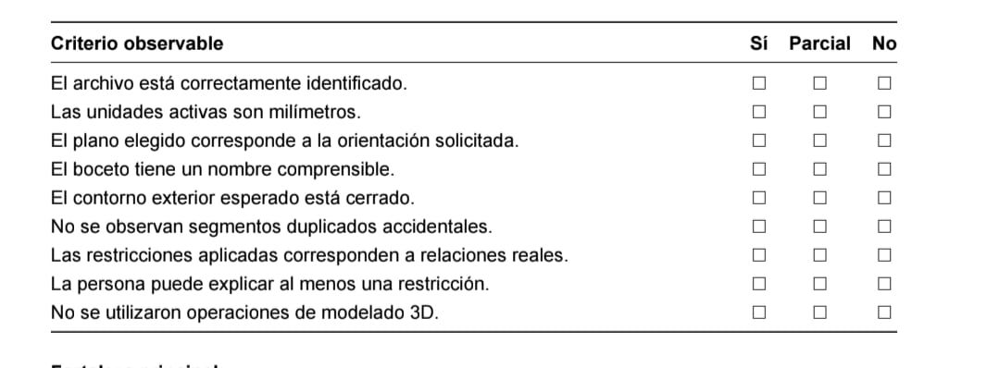 Criterio observable Sí Parcial No
El archivo está correctamente identificado. □ □ □
Las unidades activas son milímetros. □ □ □
El plano elegido corresponde a la orientación solicitada. □ □ □
El boceto tiene un nombre comprensible. □ □ □
El contorno exterior esperado está cerrado. □ □ □
No se observan segmentos duplicados accidentales. □ □ □
Las restricciones aplicadas corresponden a relaciones reales. □ □ □
La persona puede explicar al menos una restricción. □ □ □
No se utilizaron operaciones de modelado 3D. □ □ □